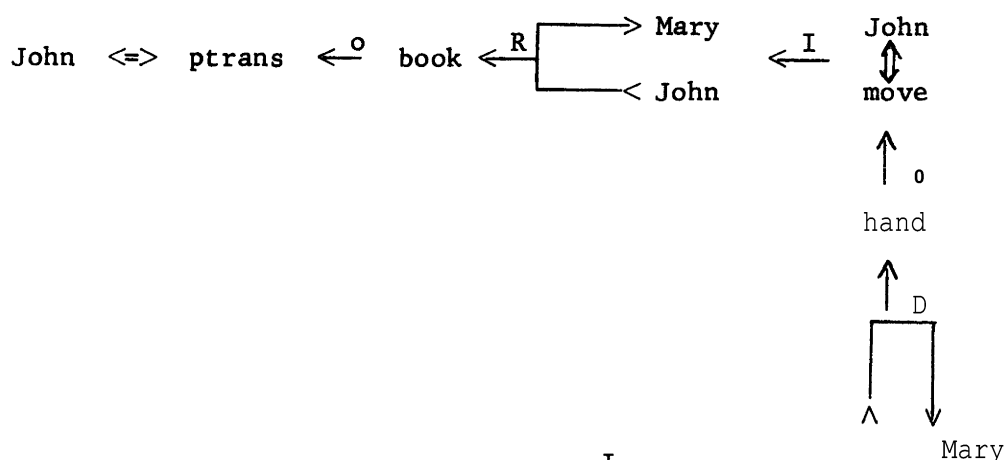 Mary John
John <=> ptrans ← o book ← R I
< John move
o
hand
D
Mary